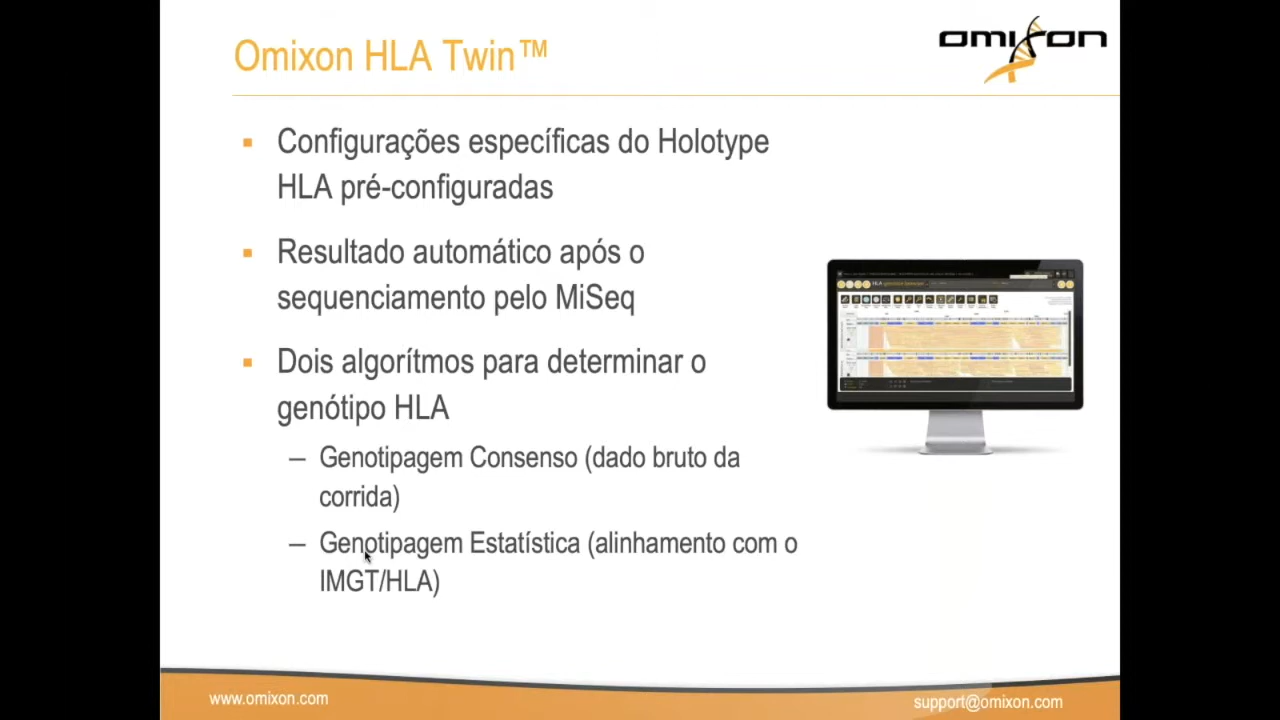 Omixon HLA Twin™
omixon
Configurações específicas do Holotype
HLA pré-configuradas
Resultado automático após o
sequenciamento pelo MiSeq
Dois algorítmos para determinar o
genótipo HLA
– Genotipagem Consenso (dado bruto da
corrida)
– Genotipagem Estatística (alinhamento com o
IMGT/HLA)
HLA
www.omixon.com
support@omixon.com